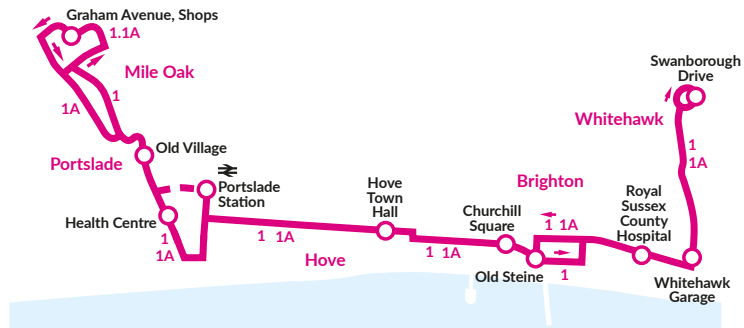 Graham Avenue, Shops
1.1A
Mile Oak
1
1A
Old Village
Portslade
Portslade
Station
Health Centre
1
1A
1 1A
Hove
Hove
Town
Hall
1 1A
Churchill
Square
Old Steine
Brighton
1 1A
1
Royal
Sussex
County
Hospital
Whitehawk
Garage
1
1A
Whitehawk
Swanborough
Drive